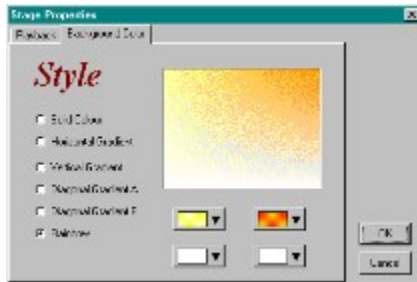 Stage Properties
Playback Background Color
Style
Solid Colour
Horizontal Gradient
Vertical Gradient
Diagonal Gradient A
Diagonal Gradient B
Rainbow
OK
Cancel